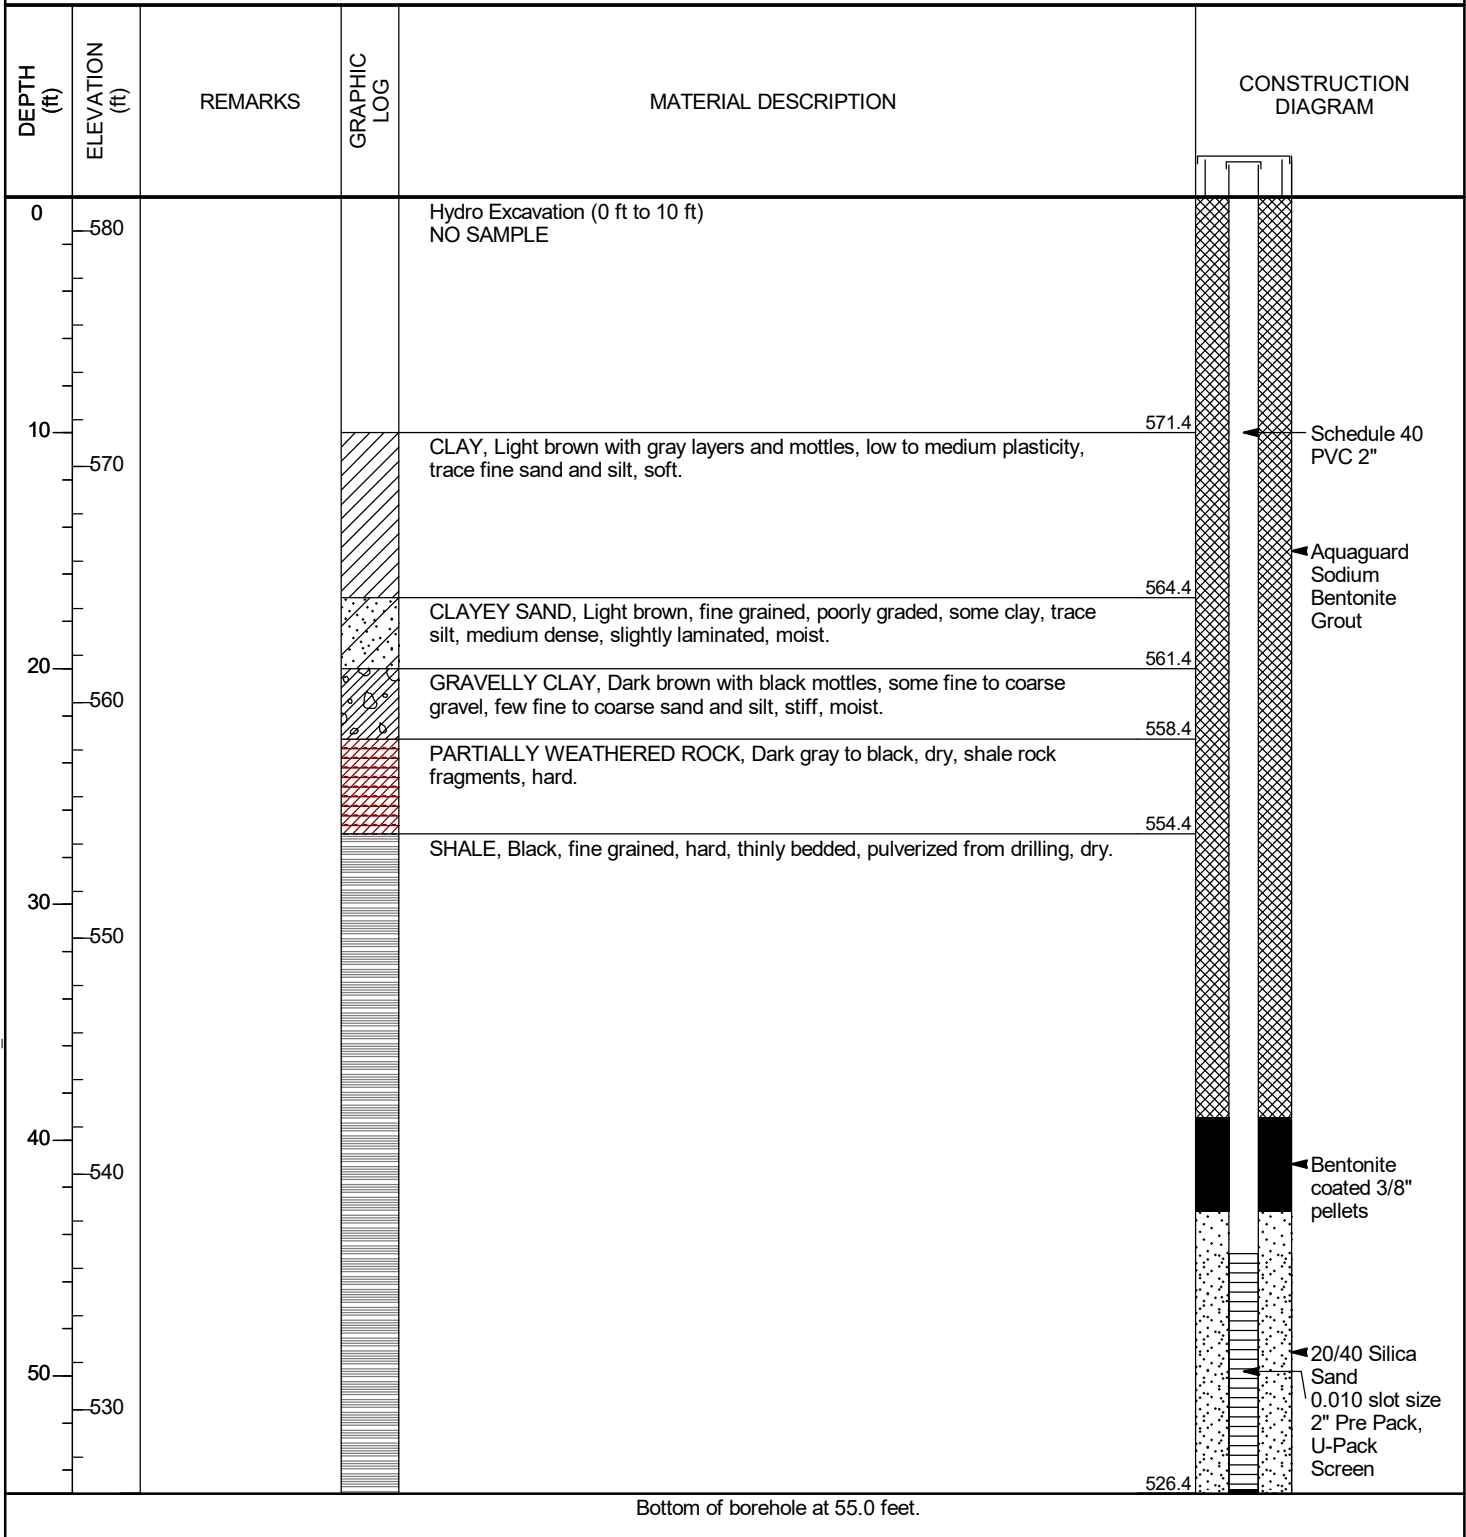 DEPTH
(ft)
ELEVATION
(ft)
REMARKS
GRAPHIC
LOG
MATERIAL DESCRIPTION
CONSTRUCTION
DIAGRAM
0
580
Hydro Excavation (0 ft to 10 ft)
NO SAMPLE
571.4
10
Schedule 40
PVC 2"
CLAY, Light brown with gray layers and mottles, low to medium plasticity,
trace fine sand and silt, soft.
570
Aquaguard
Sodium
Bentonite
Grout
564.4
CLAYEY SAND, Light brown, fine grained, poorly graded, some clay, trace
silt, medium dense, slightly laminated, moist.
561.4
20
GRAVELLY CLAY, Dark brown with black mottles, some fine to coarse
gravel, few fine to coarse sand and silt, stiff, moist.
560
558.4
PARTIALLY WEATHERED ROCK, Dark gray to black, dry, shale rock
fragments, hard.
554.4
SHALE, Black, fine grained, hard, thinly bedded, pulverized from drilling, dry.
30
550
40
540
Bentonite
coated 3/8"
pellets
50
20/40 Silica
Sand
0.010 slot size
2" Pre Pack,
U-Pack
Screen
530
526.4
Bottom of borehole at 55.0 feet.